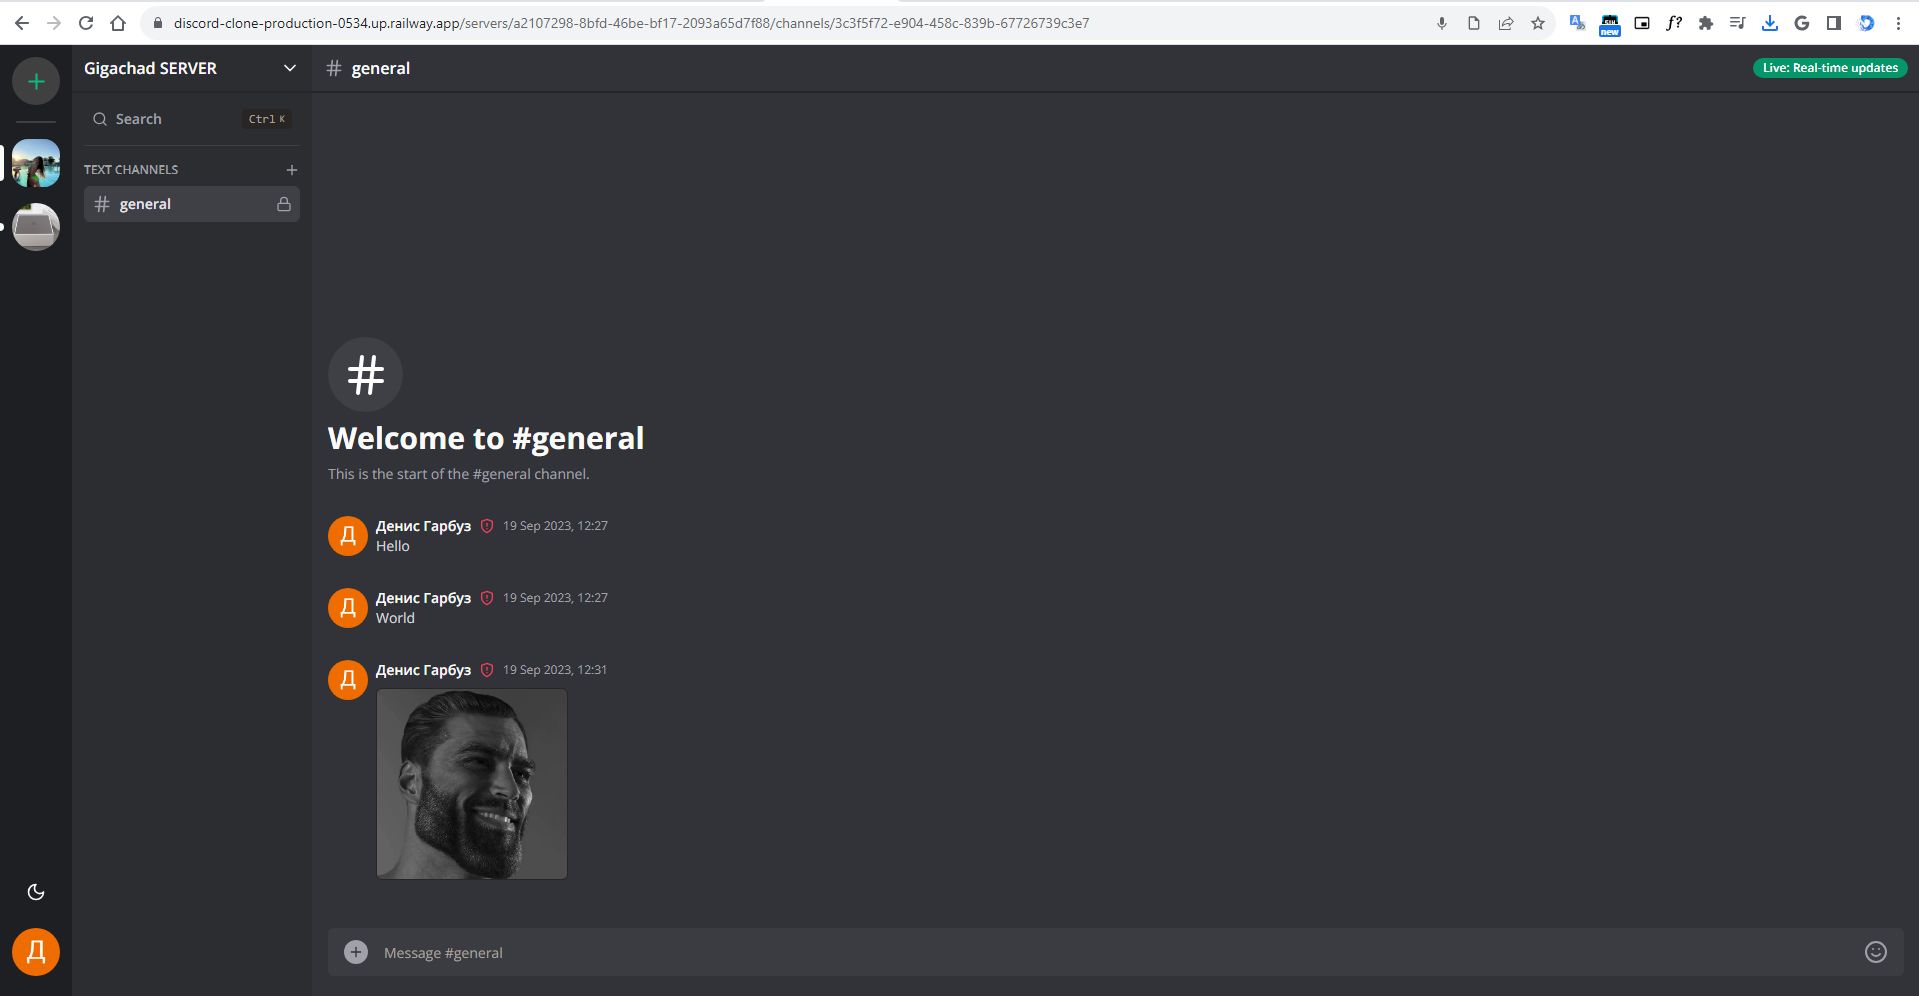 discord-clone-production-0534.up.railway.app/servers/a2107298-8bfd-46be-bf17-2093a65d7f88/channels/3c3f5f72-e904-458c-839b-67726739c3e7
new
f?
Gigachad SERVER
# general
Live: Real-time updates
Search
Ctrl K
TEXT CHANNELS
# general
#
Welcome to #general
This is the start of the #general channel.
Д
Денис Гарбуз 19 Sep 2023, 12:27
Hello
Д
Денис Гарбуз 19 Sep 2023, 12:27
World
Д
Денис Гарбуз 19 Sep 2023, 12:31
Д
Message #general